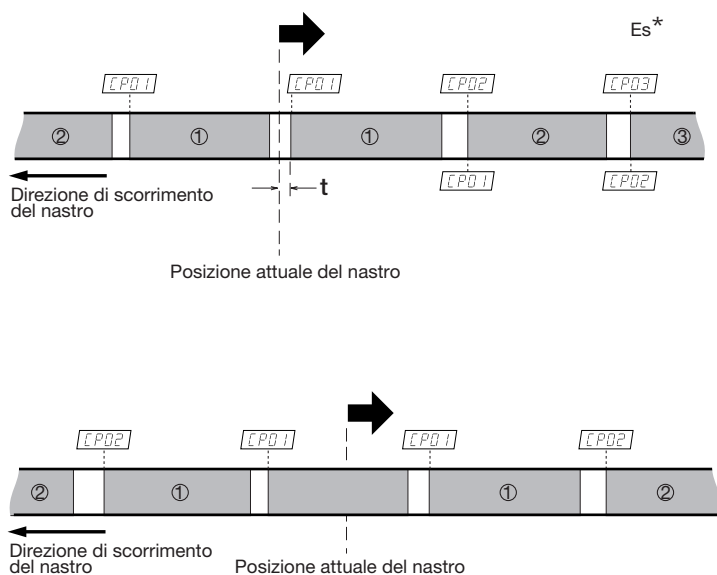 Es*
CP01 CP01 CP02 CP03
② ① ① ② ③
CP01 CP02
t
Direzione di scorrimento
del nastro
Posizione attuale del nastro
CP02 CP01 CP01 CP02
② ① ① ②
Direzione di scorrimento
del nastro
Posizione attuale del nastro